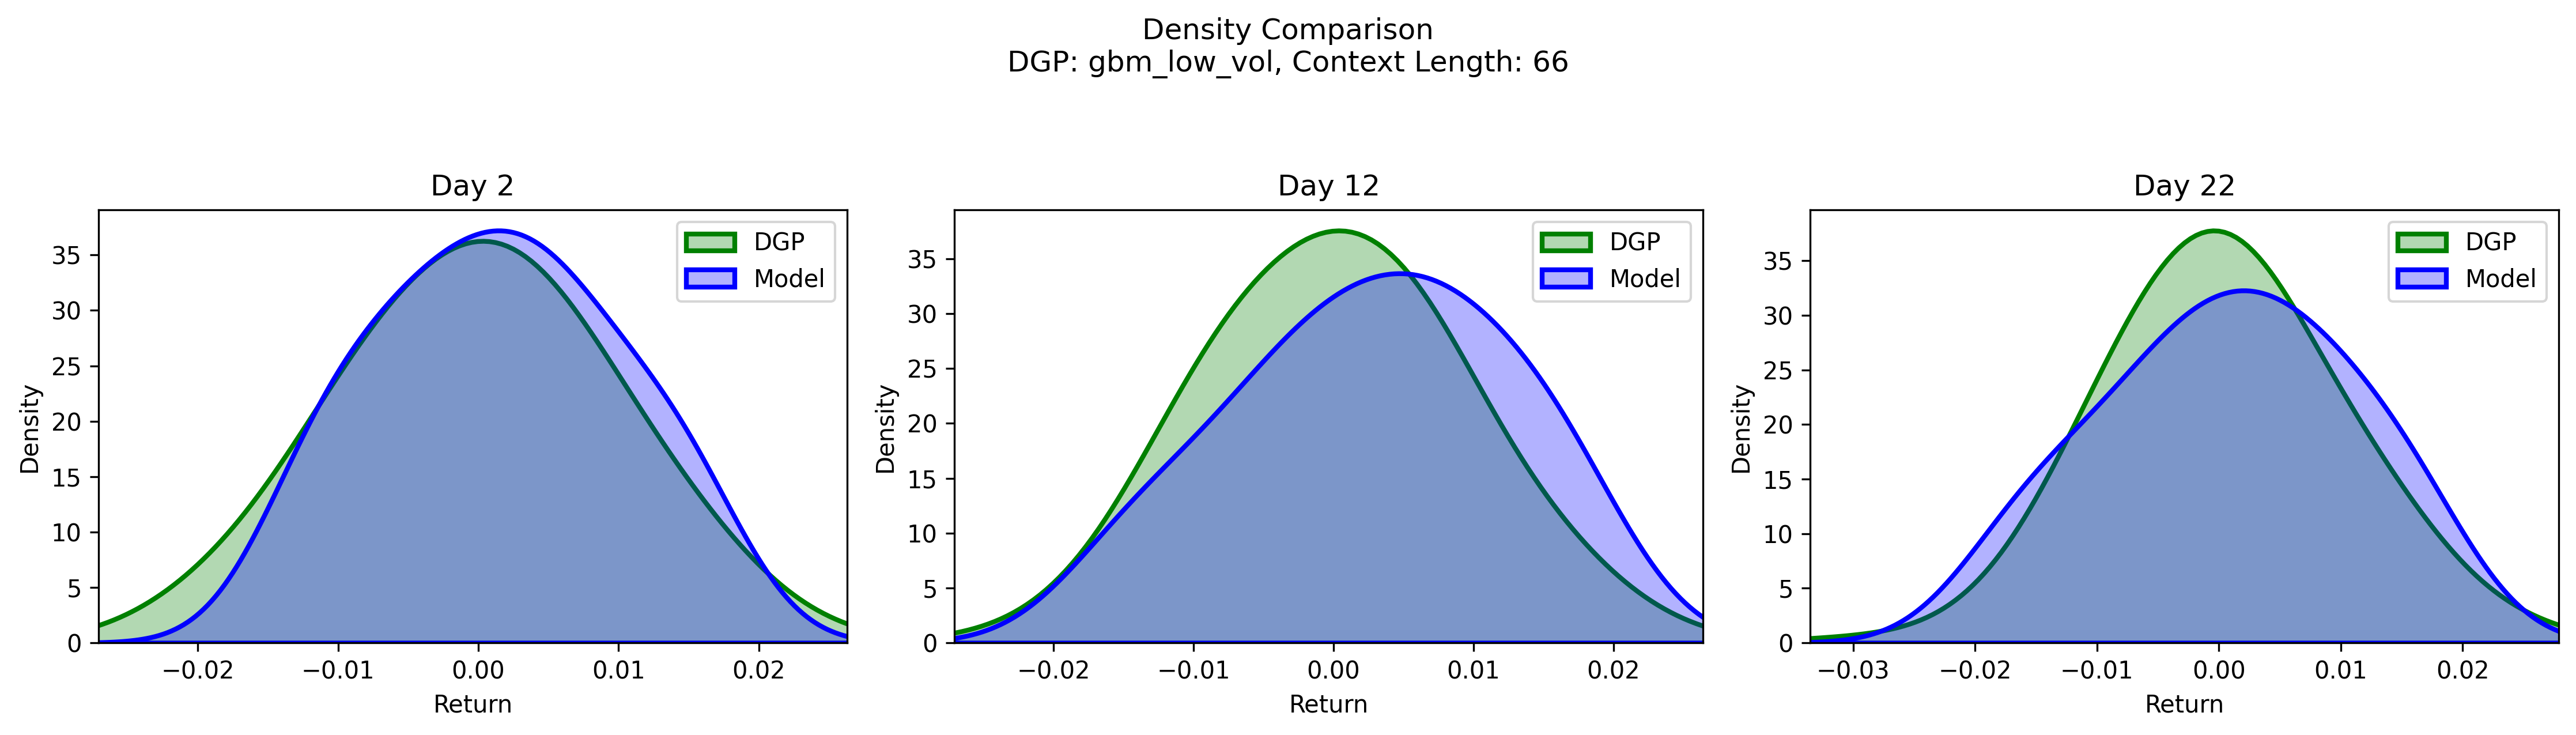 Density Comparison
DGP: gbm_low_vol, Context Length: 66
Day 2
35
30
25
20
15
10
5
0
Density
−0.02
−0.01
0.00
0.01
0.02
Return
DGP
Model
Day 12
35
30
25
20
15
10
5
0
Density
−0.02
−0.01
0.00
0.01
0.02
Return
DGP
Model
Day 22
35
30
25
20
15
10
5
0
Density
−0.03
−0.02
−0.01
0.00
0.01
0.02
Return
DGP
Model